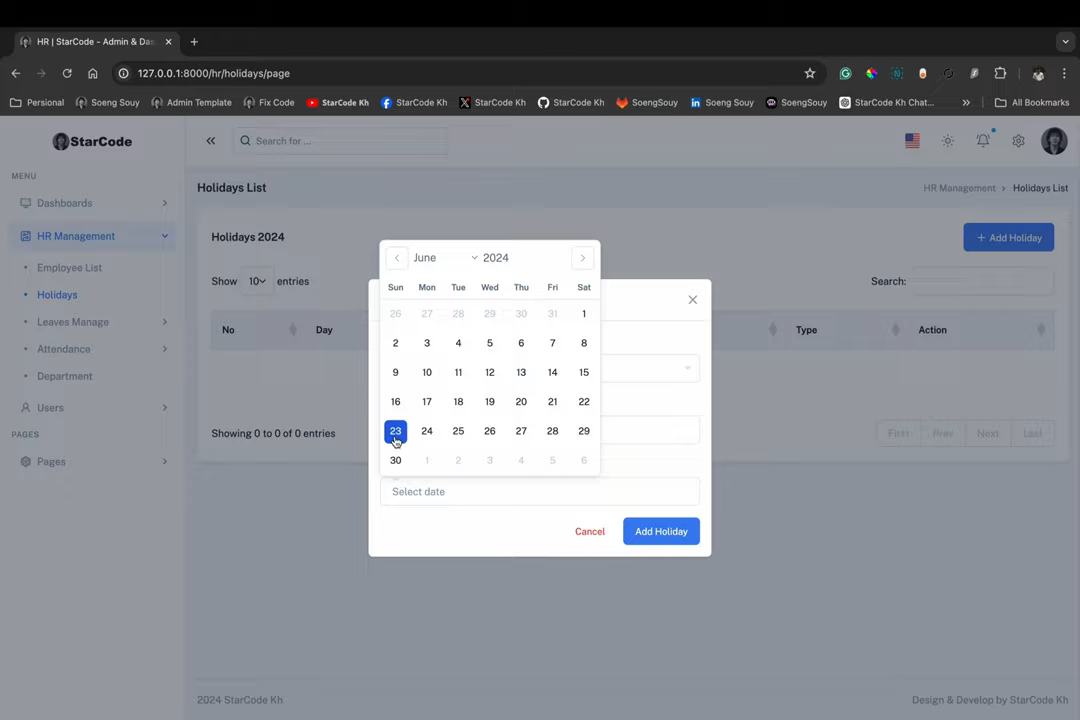 HR | StarCode - Admin & Das
127.0.0.1:8000/hr/holidays/page
Personal Soeng Souy Admin Template Fix Code StarCode Kh StarCode Kh StarCode Kh StarCode Kh SoengSouy Soeng Souy SoengSouy StarCode Kh Chat... All Bookmarks
StarCode Search for ...
MENU
Holidays List HR Management Holidays List
Dashboards
HR Management Holidays 2024 + Add Holiday
June 2024
Employee List
Show 10 entries Search:
Sun Mon Tue Wed Thu Fri Sat
Holidays
26 27 28 29 30 31 1
Leaves Manage
No Day Type Action
2 3 4 5 6 7 8
Attendance
9 10 11 12 13 14 15
Department
16 17 18 19 20 21 22
Users
23 24 25 26 27 28 29
PAGES
Showing 0 to 0 of 0 entries First Prev Next Last
30 1 2 3 4 5 6
Pages
Select date
Cancel Add Holiday
2024 StarCode Kh Design & Develop by StarCode Kh